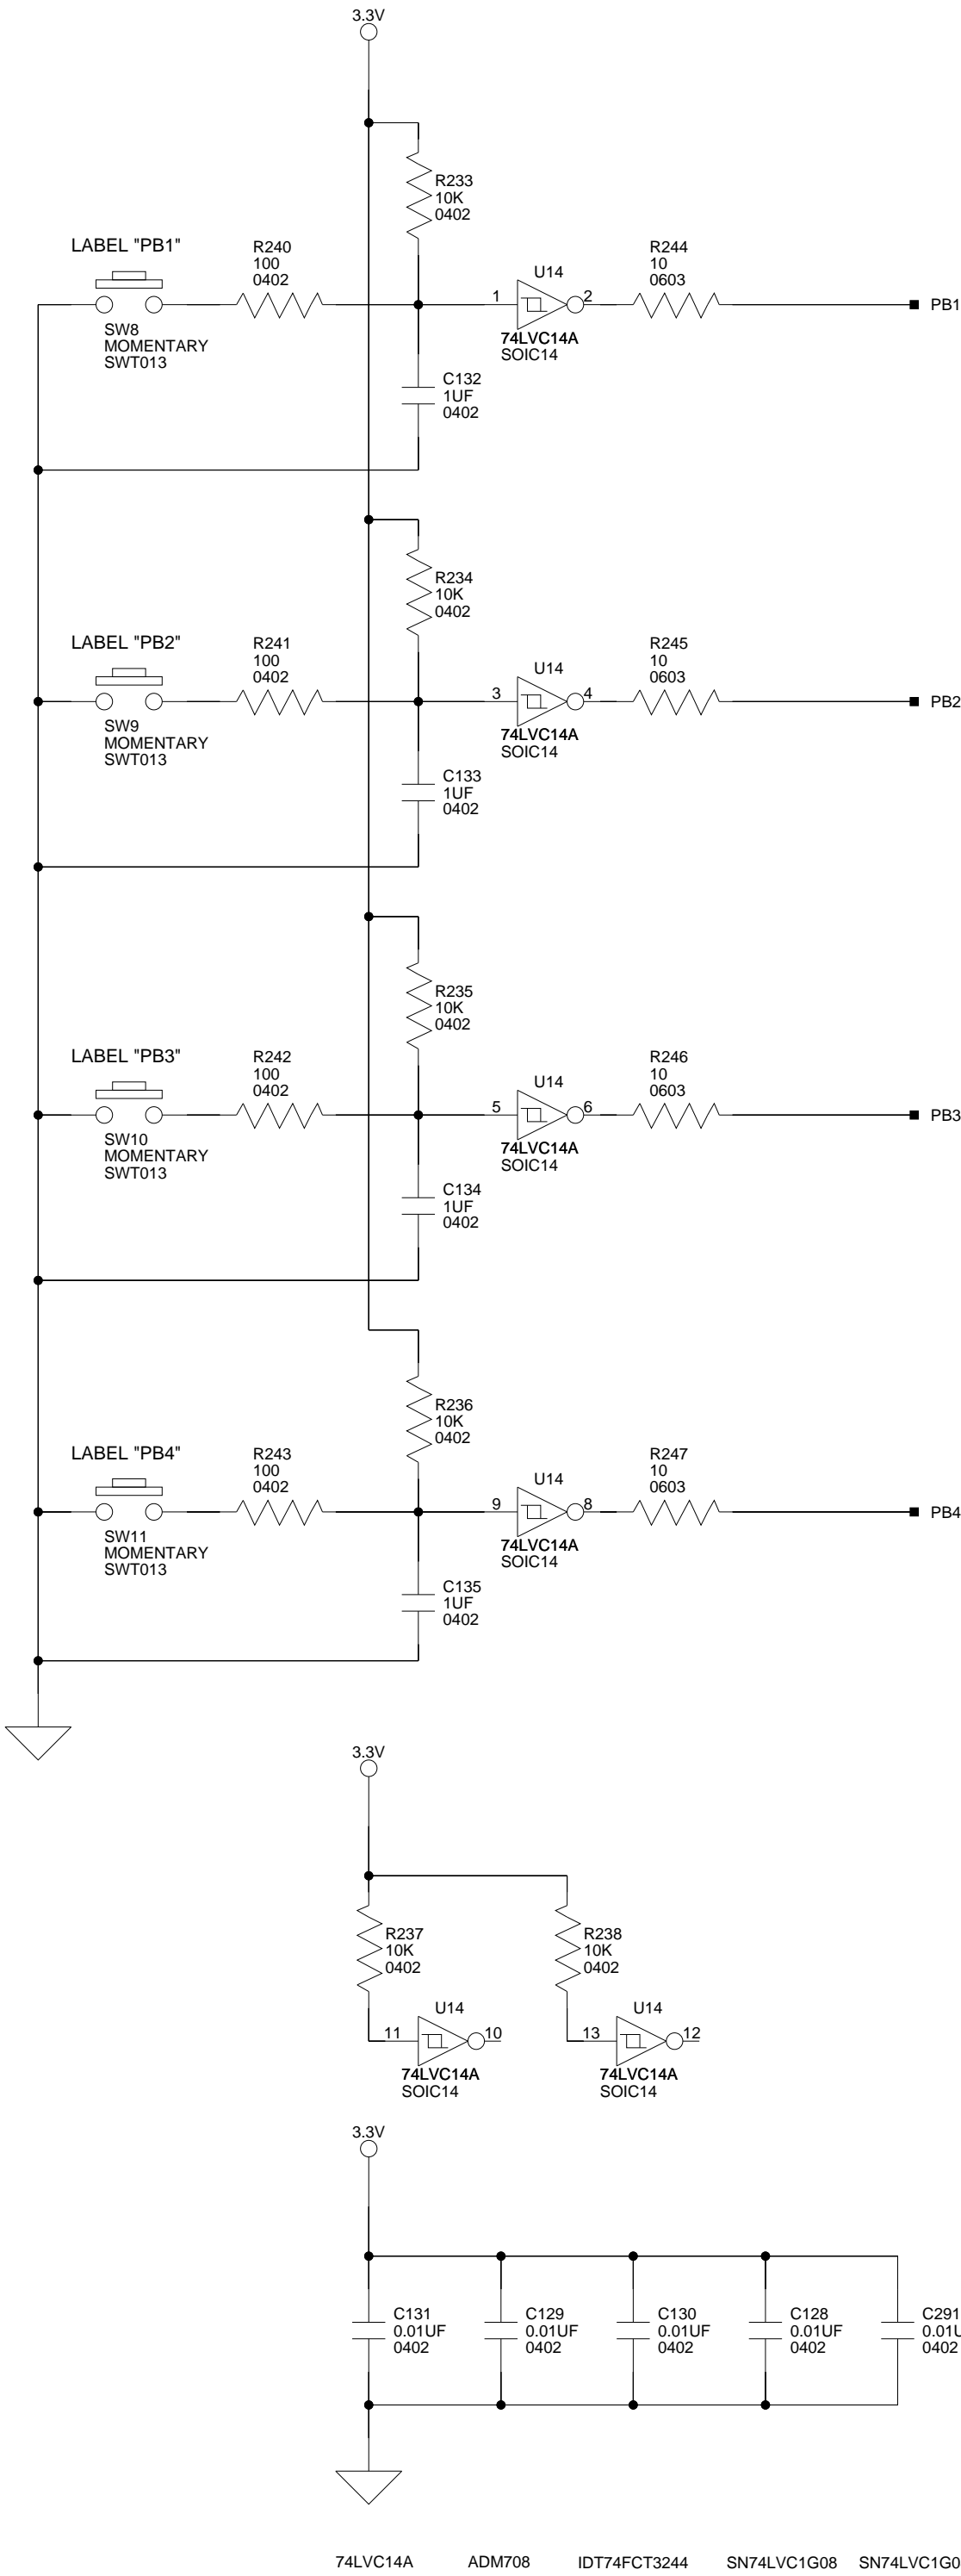 3.3V
R233
10K
0402
LABEL "PB1"
R240
100
0402
U14
R244
10
0603
1
2
PB1
SW8
MOMENTARY
SWT013
74LVC14A
SOIC14
C132
1UF
0402
R234
10K
0402
LABEL "PB2"
R241
100
0402
U14
R245
10
0603
3
4
PB2
SW9
MOMENTARY
SWT013
74LVC14A
SOIC14
C133
1UF
0402
R235
10K
0402
LABEL "PB3"
R242
100
0402
U14
R246
10
0603
5
6
PB3
SW10
MOMENTARY
SWT013
74LVC14A
SOIC14
C134
1UF
0402
R236
10K
0402
LABEL "PB4"
R243
100
0402
U14
R247
10
0603
9
8
PB4
SW11
MOMENTARY
SWT013
74LVC14A
SOIC14
C135
1UF
0402
3.3V
R237
10K
0402
R238
10K
0402
U14
11
10
74LVC14A
SOIC14
U14
13
12
74LVC14A
SOIC14
3.3V
C131
0.01UF
0402
C129
0.01UF
0402
C130
0.01UF
0402
C128
0.01UF
0402
C291
0402
74LVC14A ADM708 IDT74FCT3244 SN74LVC1G08